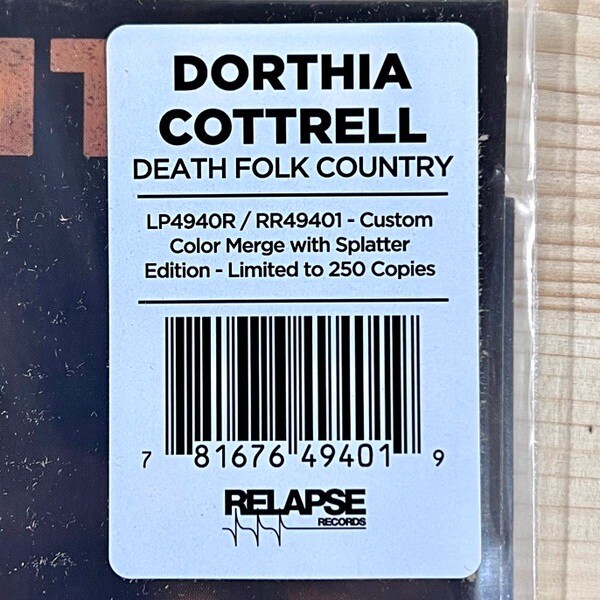 DORTHIA
COTTRELL
DEATH FOLK COUNTRY
LP4940R / RR49401 - Custom
Color Merge with Splatter
Edition - Limited to 250 Copies
7 81676 49401 9
RELAPSE
RECORDS